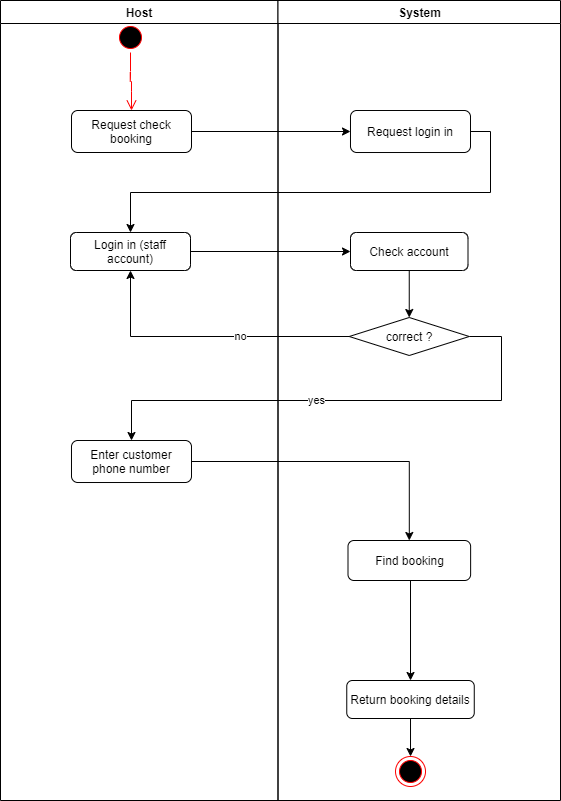 Host
System
Request check
booking
Request login in
Login in (staff
account)
Check account
correct ?
no
yes
Enter customer
phone number
Find booking
Return booking details